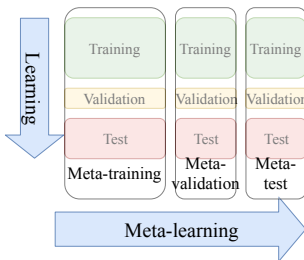 Learning
Training Training Training
Validation Validation Validation
Test Test Test
Meta-training Meta-validation Meta-test
Meta-learning